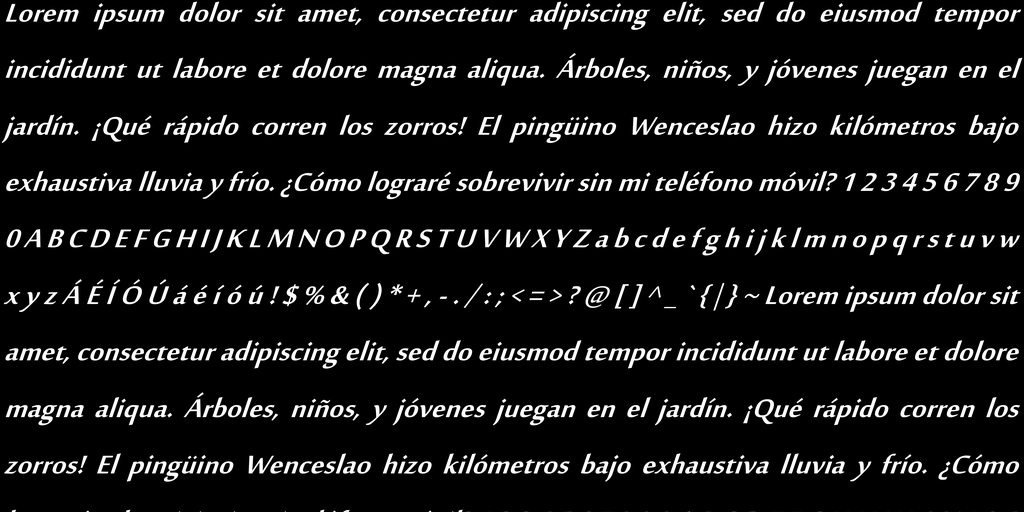 Lorem ipsum dolor sit amet, consectetur adipiscing elit, sed do eiusmod tempor
incididunt ut labore et dolore magna aliqua. Árboles, niños, y jóvenes juegan en el
jardín. ¡Qué rápido corren los zorros! El pingüino Wenceslao hizo kilómetros bajo
exhaustiva lluvia y frío. ¿Cómo lograré sobrevivir sin mi teléfono móvil? 1 2 3 4 5 6 7 8 9
0 A B C D E F G H I J K L M N O P Q R S T U V W X Y Z a b c d e f g h i j k l m n o p q r s t u v w
x y z Á É Í Ó Ú á é í ó ú ! $ % & ( ) * + , - . / : ; < = > ? @ [ ] ^ _ ` { | } ~ Lorem ipsum dolor sit
amet, consectetur adipiscing elit, sed do eiusmod tempor incididunt ut labore et dolore
magna aliqua. Árboles, niños, y jóvenes juegan en el jardín. ¡Qué rápido corren los
zorros! El pingüino Wenceslao hizo kilómetros bajo exhaustiva lluvia y frío. ¿Cómo